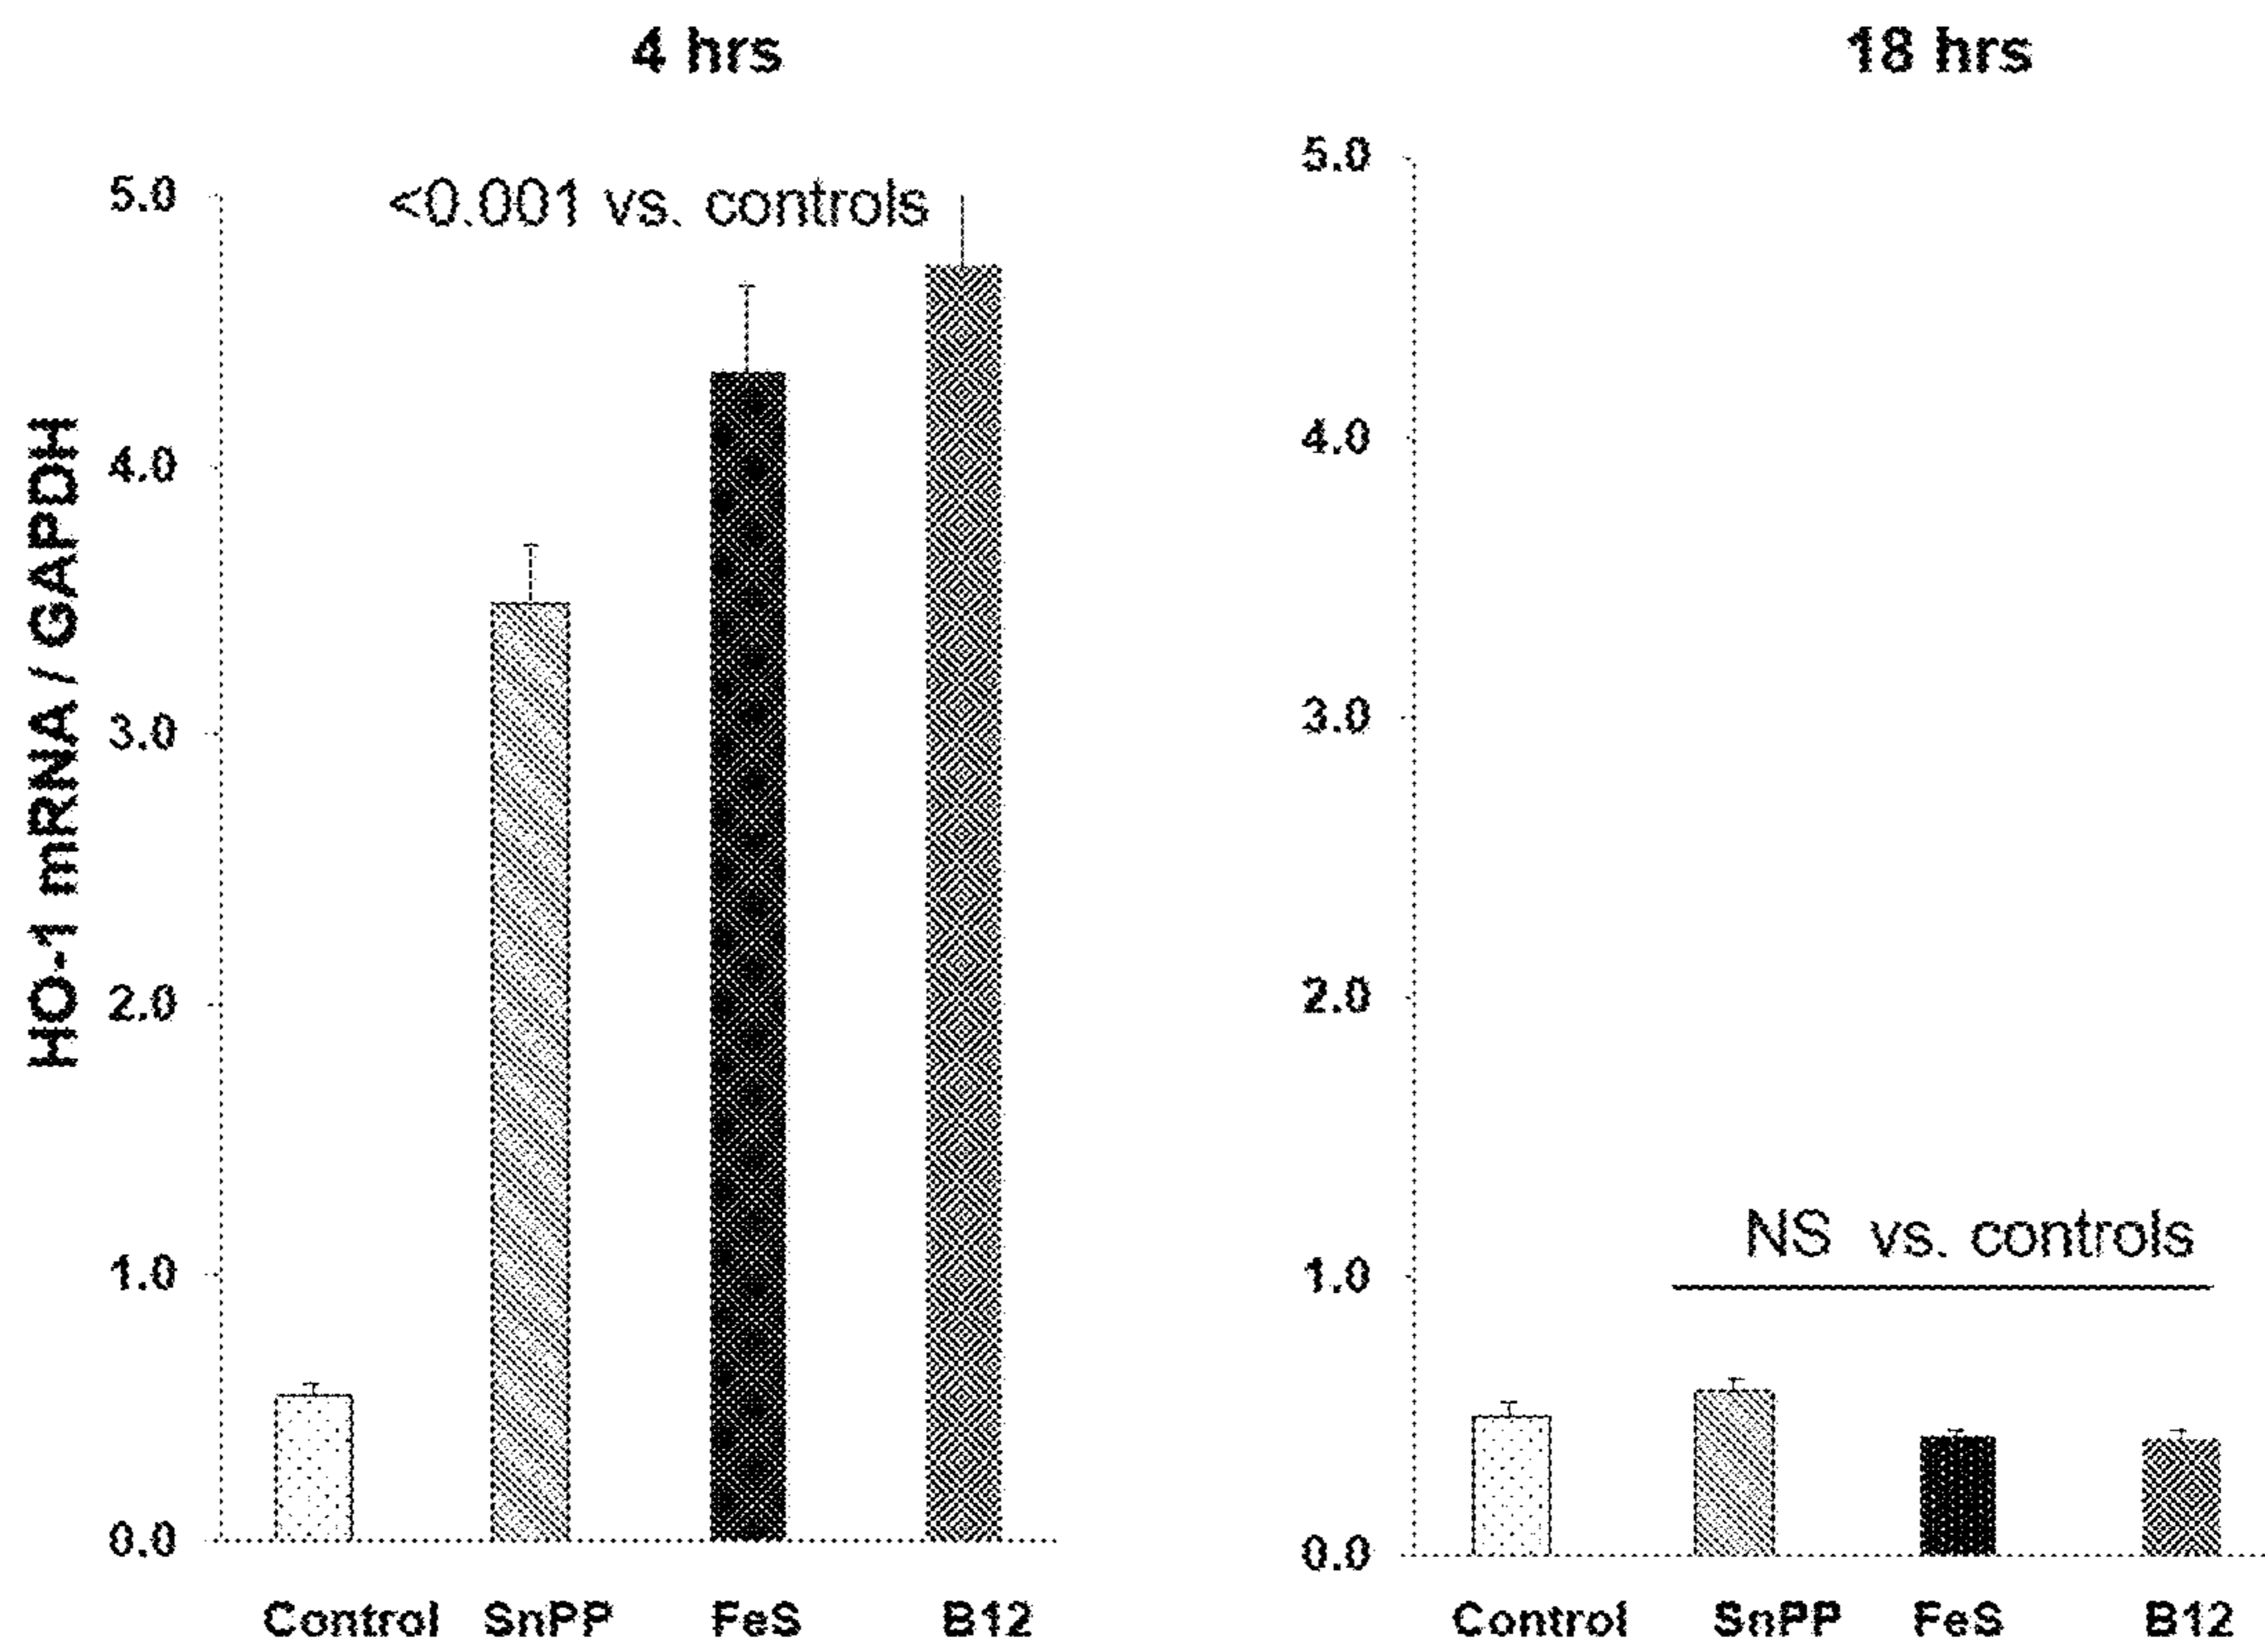 4 hrs
HO-1 mRNA / GAPDH
<0.001 vs. controls
5.0
4.0
3.0
2.0
1.0
0.0
Control SnPP FeS B12
18 hrs
5.0
4.0
3.0
2.0
1.0
0.0
NS vs. controls
Control SnPP FeS B12